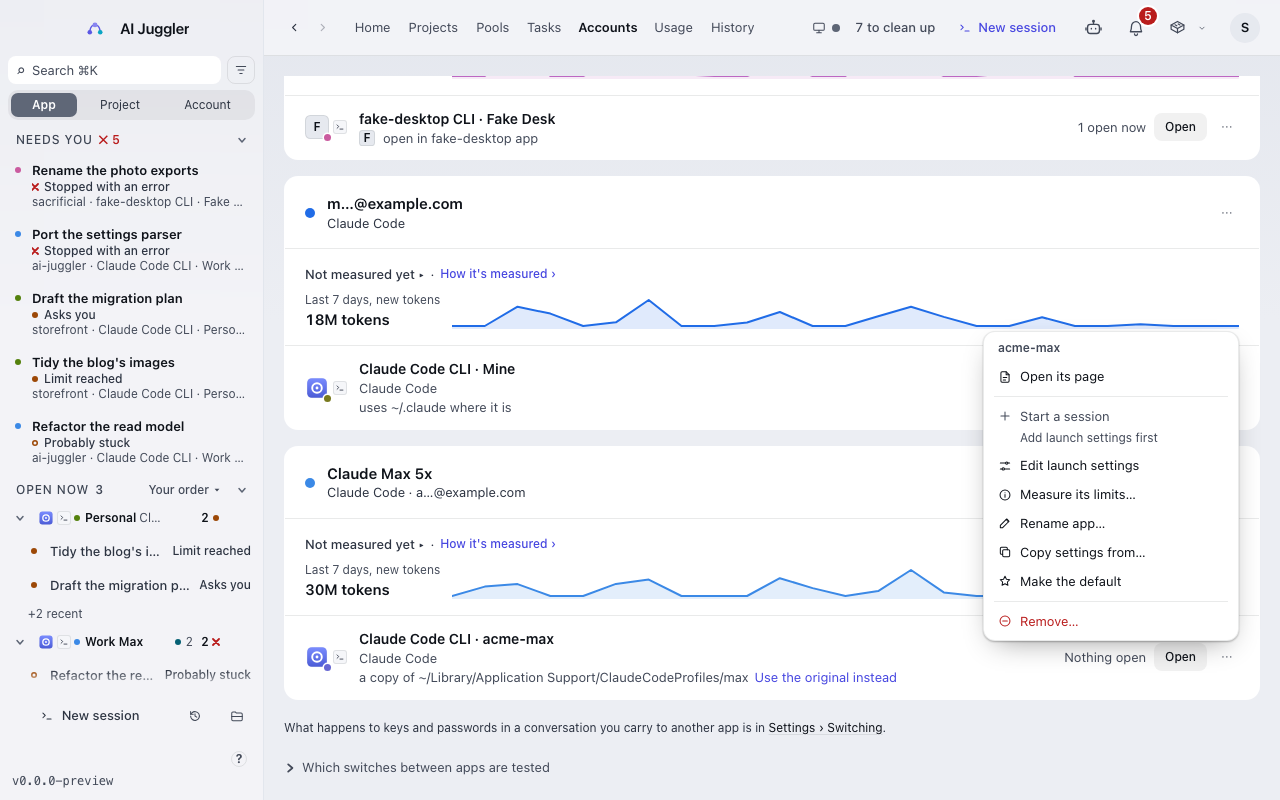 AI Juggler
Search ⌘K
App Project Account
NEEDS YOU 5
Rename the photo exports
Stopped with an error
sacrificial · fake-desktop CLI · Fake ...
Port the settings parser
Stopped with an error
ai-juggler · Claude Code CLI · Work ...
Draft the migration plan
Asks you
storefront · Claude Code CLI · Perso...
Tidy the blog's images
Limit reached
storefront · Claude Code CLI · Perso...
Refactor the read model
Probably stuck
ai-juggler · Claude Code CLI · Work ...
OPEN NOW 3 Your order
Personal Cl... 2
Tidy the blog's i... Limit reached
Draft the migration p... Asks you
+2 recent
Work Max 2 2
Refactor the re... Probably stuck
New session
?
v0.0.0-preview
Home Projects Pools Tasks Accounts Usage History 7 to clean up New session 5 S
F fake-desktop CLI · Fake Desk
F open in fake-desktop app
1 open now Open ...
m...@example.com
Claude Code
Not measured yet ▸ · How it's measured ›
Last 7 days, new tokens
18M tokens
Claude Code CLI · Mine
Claude Code
uses ~/.claude where it is
Claude Max 5x
Claude Code · a...@example.com
Not measured yet ▸ · How it's measured ›
Last 7 days, new tokens
30M tokens
Claude Code CLI · acme-max
Claude Code
a copy of ~/Library/Application Support/ClaudeCodeProfiles/max Use the original instead
Nothing open Open ...
acme-max
Open its page
Start a session
Add launch settings first
Edit launch settings
Measure its limits...
Rename app...
Copy settings from...
Make the default
Remove...
What happens to keys and passwords in a conversation you carry to another app is in Settings › Switching.
Which switches between apps are tested